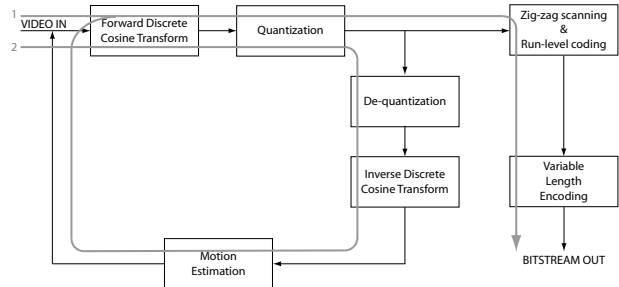 1
VIDEO IN
2
Forward Discrete
Cosine Transform
Quantization
Zig-zag scanning
&
Run-level coding
De-quantization
Inverse Discrete
Cosine Transform
Variable
Length
Encoding
Motion
Estimation
BITSTREAM OUT